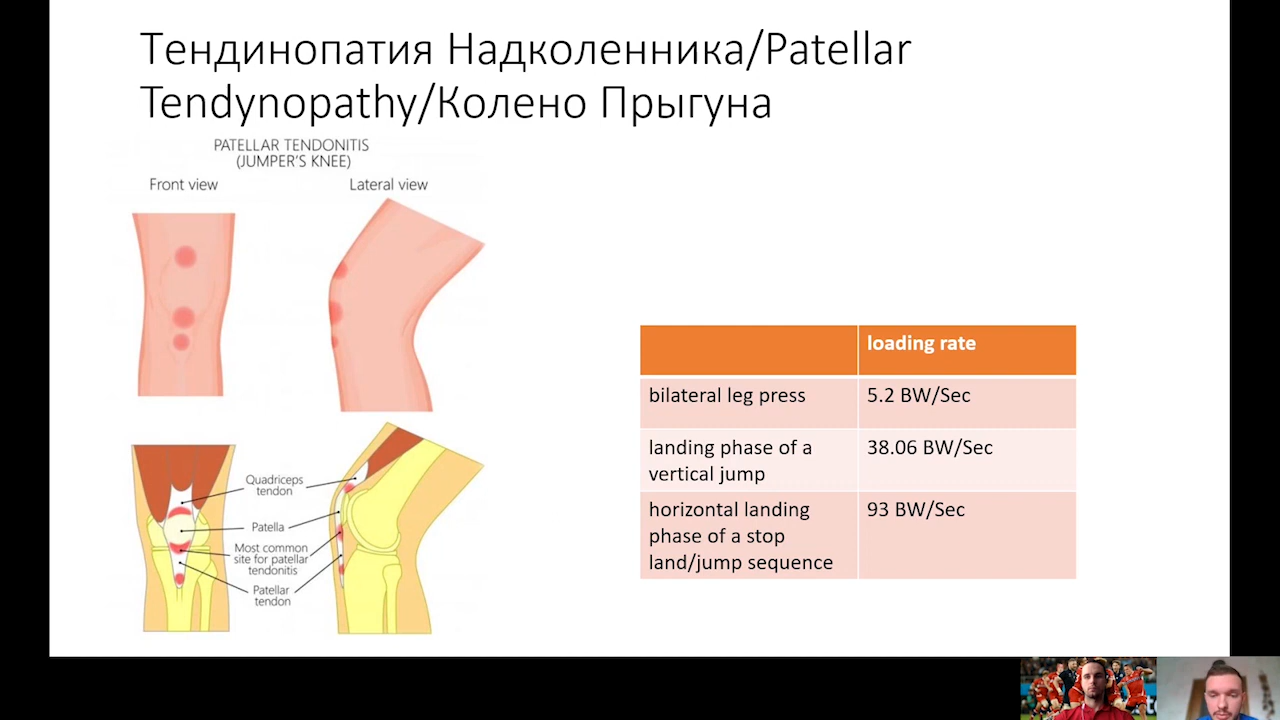 Тендинопатия Надколенника/Patellar
Tendynopathy/Колено Прыгуна
PATELLAR TENDONITIS
(JUMPER'S KNEE)
Front view
Lateral view
Quadriceps
tendon
Patella
Most common
site for patellar
tendonitis
Patellar
tendon
loading rate
bilateral leg press
5.2 BW/Sec
landing phase of a
vertical jump
38.06 BW/Sec
horizontal landing
phase of a stop
land/jump sequence
93 BW/Sec